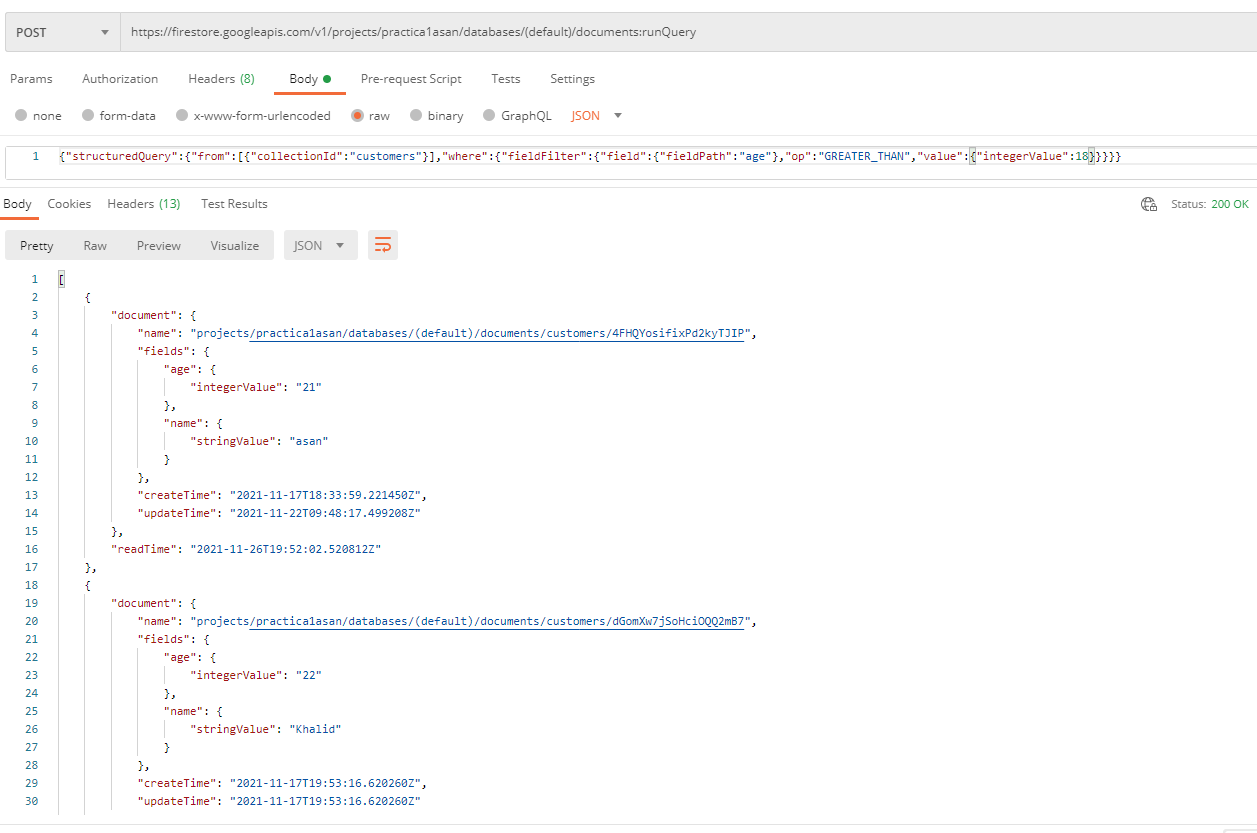 POST https://firestore.googleapis.com/v1/projects/practica1asan/databases/(default)/documents:runQuery
Params Authorization Headers (8) Body Pre-request Script Tests Settings
none form-data x-www-form-urlencoded raw binary GraphQL JSON
1 {"structuredQuery":{"from":[{"collectionId":"customers"}],"where":{"fieldFilter":{"field":{"fieldPath":"age"},"op":"GREATER_THAN","value":{"integerValue":18}}}}}
Body Cookies Headers (13) Test Results Status: 200 OK
Pretty Raw Preview Visualize JSON
1 [
2 {
3 "document": {
4 "name": "projects/practica1asan/databases/(default)/documents/customers/4FHQYosifixPd2kyTJIP",
5 "fields": {
6 "age": {
7 "integerValue": "21"
8 },
9 "name": {
10 "stringValue": "asan"
11 }
12 },
13 "createTime": "2021-11-17T18:33:59.221450Z",
14 "updateTime": "2021-11-22T09:48:17.499208Z"
15 },
16 "readTime": "2021-11-26T19:52:02.520812Z"
17 },
18 {
19 "document": {
20 "name": "projects/practica1asan/databases/(default)/documents/customers/dGomXw7jSoHciOQQ2mB7",
21 "fields": {
22 "age": {
23 "integerValue": "22"
24 },
25 "name": {
26 "stringValue": "Khalid"
27 }
28 },
29 "createTime": "2021-11-17T19:53:16.620260Z",
30 "updateTime": "2021-11-17T19:53:16.620260Z"